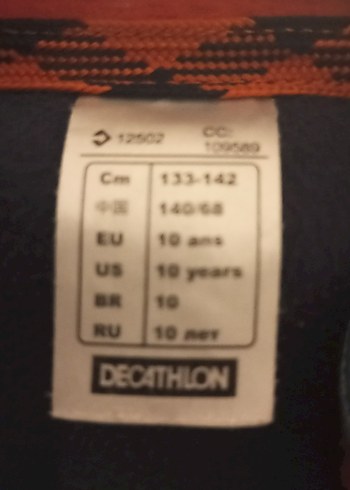 12502 CC:
109589
Cm 133-142
中国 140/68
EU 10 ans
US 10 years
BR 10
RU 10 лет
DECATHLON